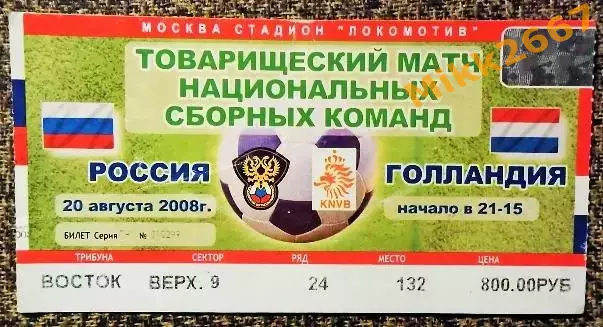 МОСКВА СТАДИОН "ЛОКОМОТИВ"
ТОВАРИЩЕСКИЙ МАТЧ
НАЦИОНАЛЬНЫХ
СБОРНЫХ КОМАНД
РОССИЯ
ГОЛЛАНДИЯ
KNVB
20 августа 2008г.
начало в 21-15
БИЛЕТ Серия №
ТРИБУНА СЕКТОР РЯД МЕСТО ЦЕНА
ВОСТОК ВЕРХ. 9 24 132 800.00РУБ
Mikk2667